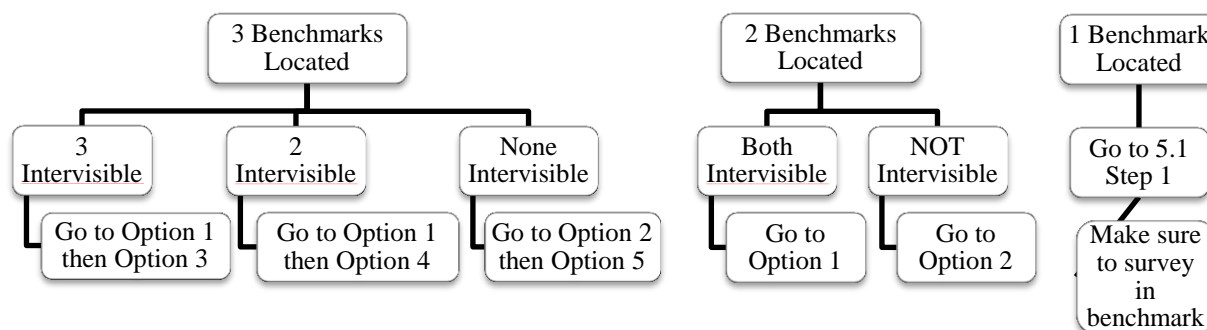 3 Benchmarks
Located
3
Intervisible
Go to Option 1
then Option 3
2
Intervisible
Go to Option 1
then Option 4
None
Intervisible
Go to Option 2
then Option 5
2 Benchmarks
Located
Both
Intervisible
Go to
Option 1
NOT
Intervisible
Go to
Option 2
1 Benchmark
Located
Go to 5.1
Step 1
Make sure
to survey
in
benchmark